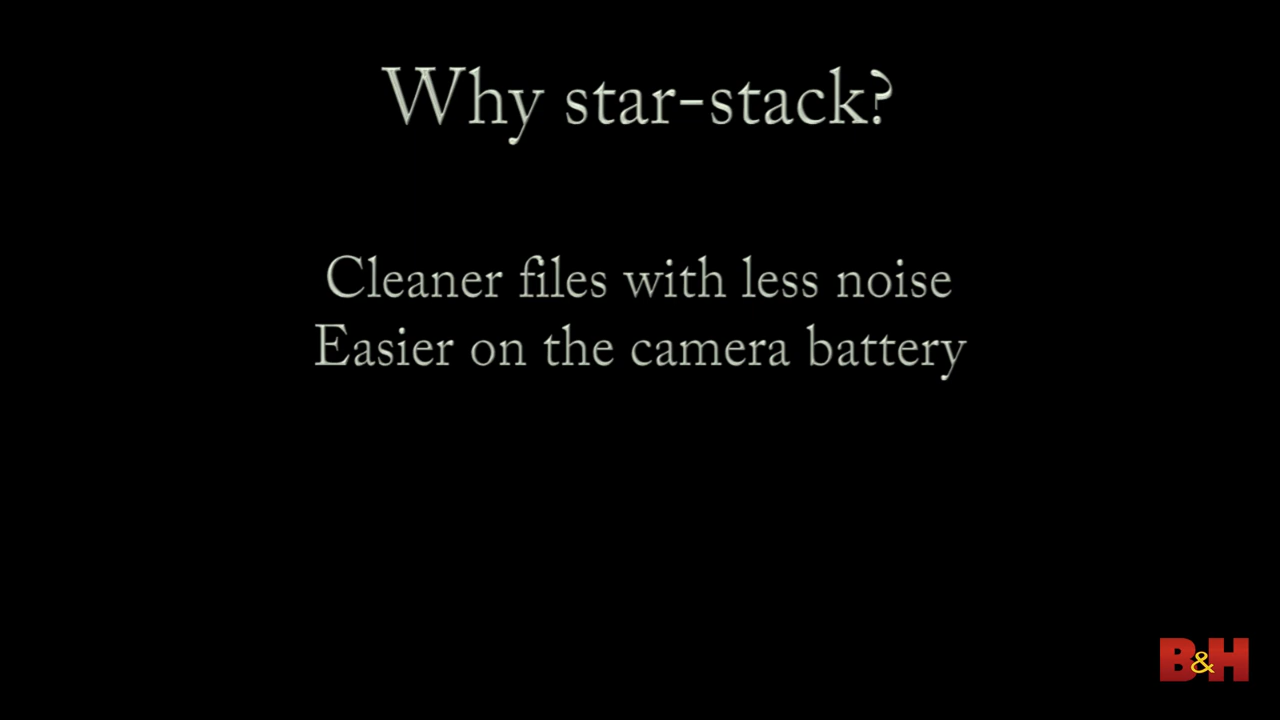 Why star-stack?
Cleaner files with less noise
Easier on the camera battery
B&H